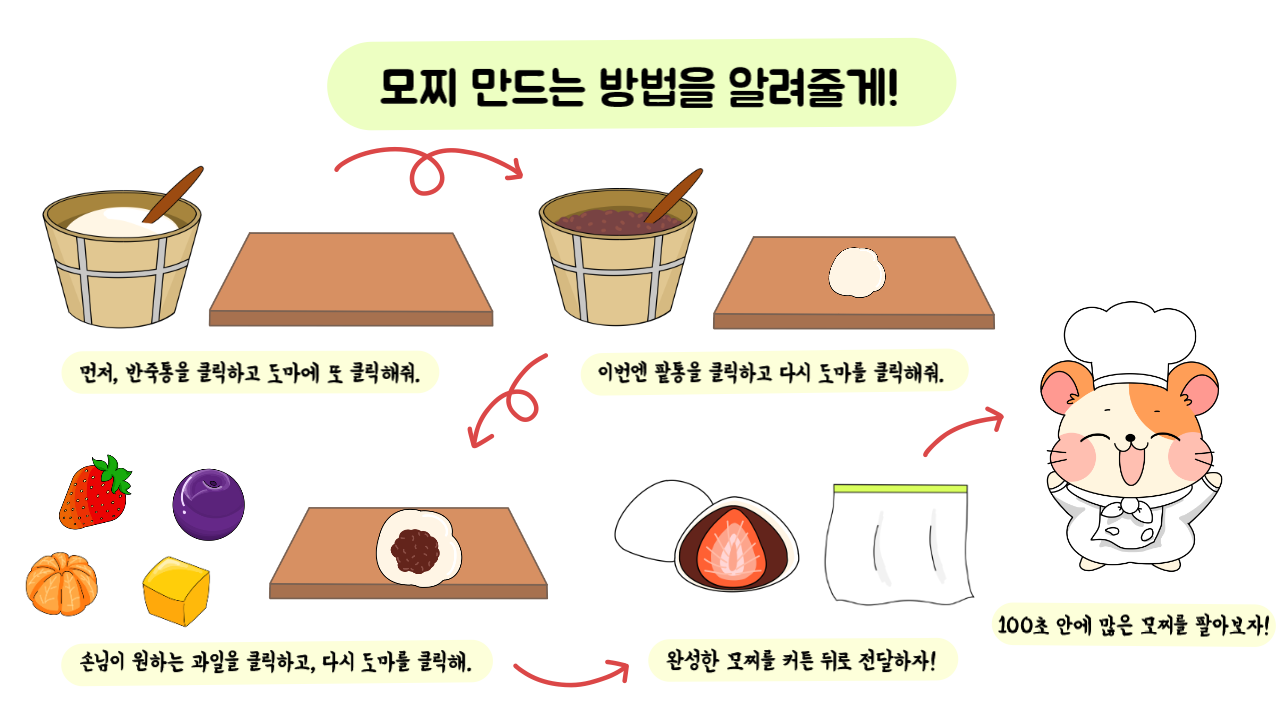 모찌 만드는 방법을 알려줄게!
먼저, 반죽통을 클릭하고 도마에 또 클릭해줘.
이번엔 팥통을 클릭하고 다시 도마를 클릭해줘.
손님이 원하는 과일을 클릭하고, 다시 도마를 클릭해.
완성한 모찌를 커튼 뒤로 전달하자!
100초 안에 많은 모찌를 팔아보자!